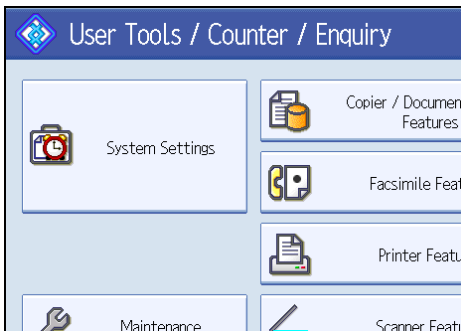 User Tools / Counter / Enquiry
System Settings
Copier / Documen
Features
Facsimile Feat
Printer Featu
Maintenance
Scanner Featu